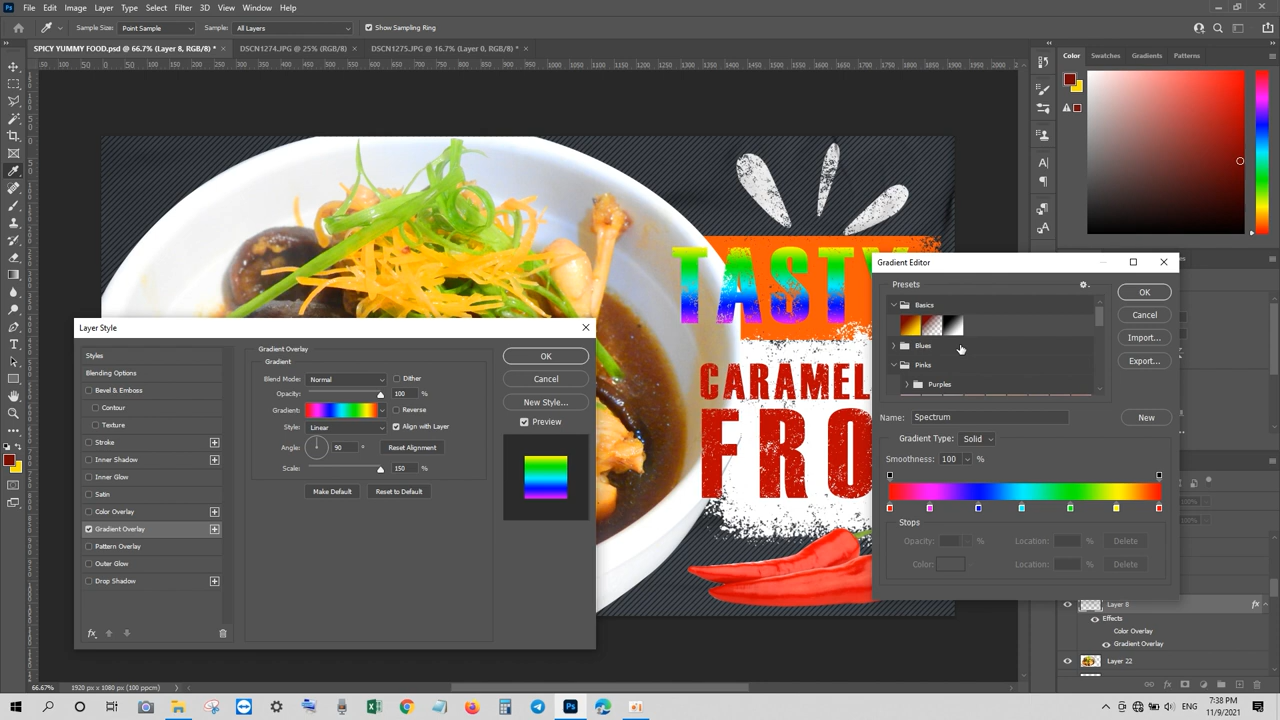 File Edit Image Layer Type Select Filter 3D View Window Help
Sample Size: Point Sample Sample: All Layers Show Sampling Ring
SPICY YUMMY FOOD.psd @ 66.7% (Layer 8, RGB/8) * × DSCN1274.JPG @ 25% (RGB/8) × DSCN1275.JPG @ 16.7% (Layer 0, RGB/8) * ×
Color Swatches Gradients Patterns
TASTY
CARAMEL
FRO
Layer Style
Styles
Blending Options
Bevel & Emboss
Contour
Texture
Stroke
Inner Shadow
Inner Glow
Satin
Color Overlay
Gradient Overlay
Pattern Overlay
Outer Glow
Drop Shadow
fx
Gradient Overlay
Gradient
Blend Mode: Normal Dither
Opacity: 100 %
Gradient: Reverse
Style: Linear Align with Layer
Angle: 90 ° Reset Alignment
Scale: 150 %
Make Default Reset to Default
OK
Cancel
New Style...
Preview
Gradient Editor
Presets
Basics
Blues
Pinks
Purples
OK
Cancel
Import...
Export...
Name: Spectrum New
Gradient Type: Solid
Smoothness: 100 %
Stops
Opacity: % Location: % Delete
Color: Location: % Delete
Layer 8 fx
Effects
Color Overlay
Gradient Overlay
Layer 22
66.67% 1920 px x 1080 px (100 ppcm)
7:38 PM
11/9/2021